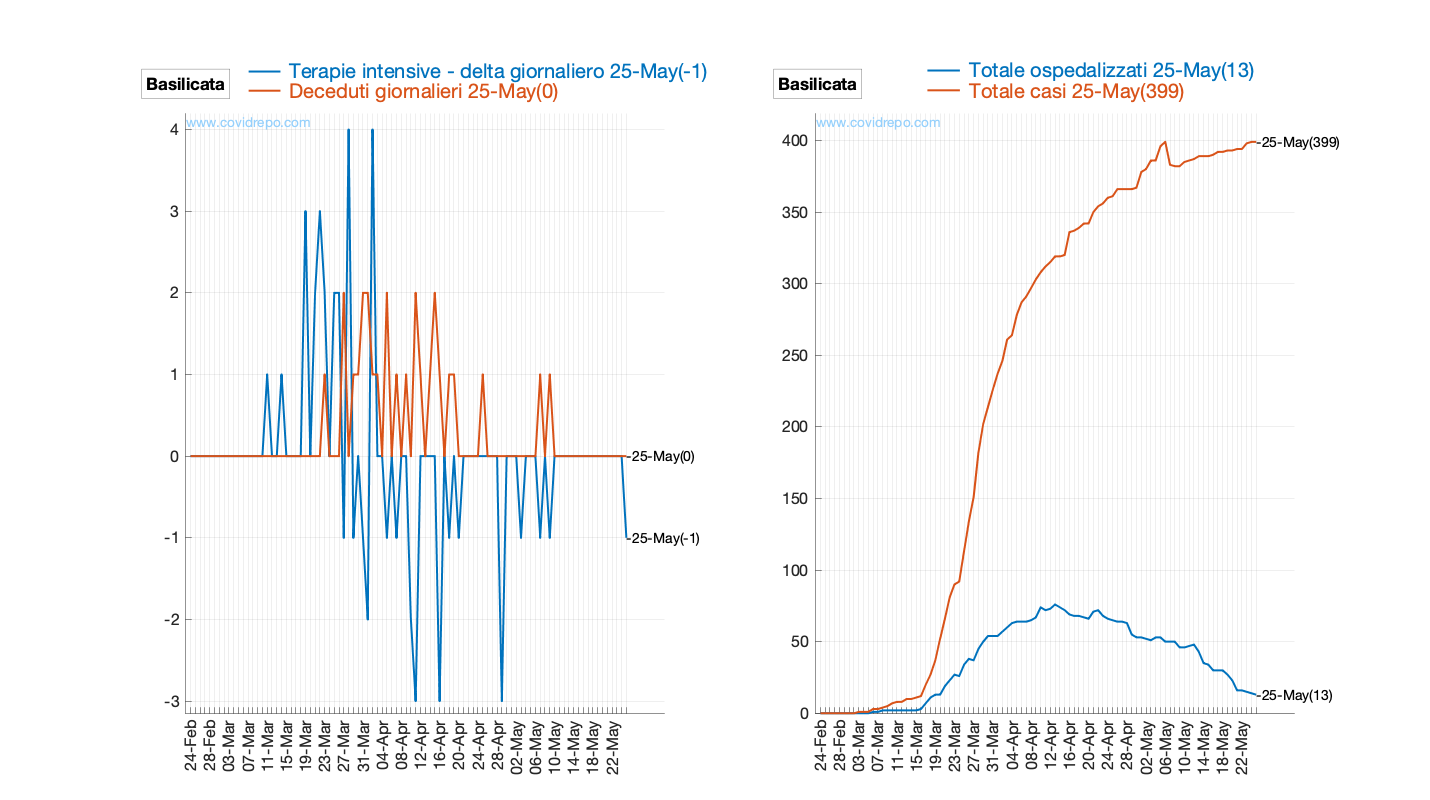 Basilicata
Terapie intensive - delta giornaliero 25-May(-1)
Deceduti giornalieri 25-May(0)
www.covidrepo.com
4
3
2
1
0
-1
-2
-3
-25-May(0)
-25-May(-1)
24-Feb
28-Feb
03-Mar
07-Mar
11-Mar
15-Mar
19-Mar
23-Mar
27-Mar
31-Mar
04-Apr
08-Apr
12-Apr
16-Apr
20-Apr
24-Apr
28-Apr
02-May
06-May
10-May
14-May
18-May
22-May
Basilicata
Totale ospedalizzati 25-May(13)
Totale casi 25-May(399)
www.covidrepo.com
400
350
300
250
200
150
100
50
0
-25-May(399)
-25-May(13)
24-Feb
28-Feb
03-Mar
07-Mar
11-Mar
15-Mar
19-Mar
23-Mar
27-Mar
31-Mar
04-Apr
08-Apr
12-Apr
16-Apr
20-Apr
24-Apr
28-Apr
02-May
06-May
10-May
14-May
18-May
22-May